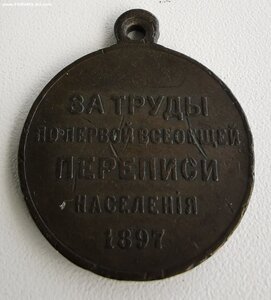 ЗА ТРУДЫ
ПО ПЕРВОЙ ВСЕОБЩЕЙ
ПЕРЕПИСИ
НАСЕЛЕНІЯ
1897